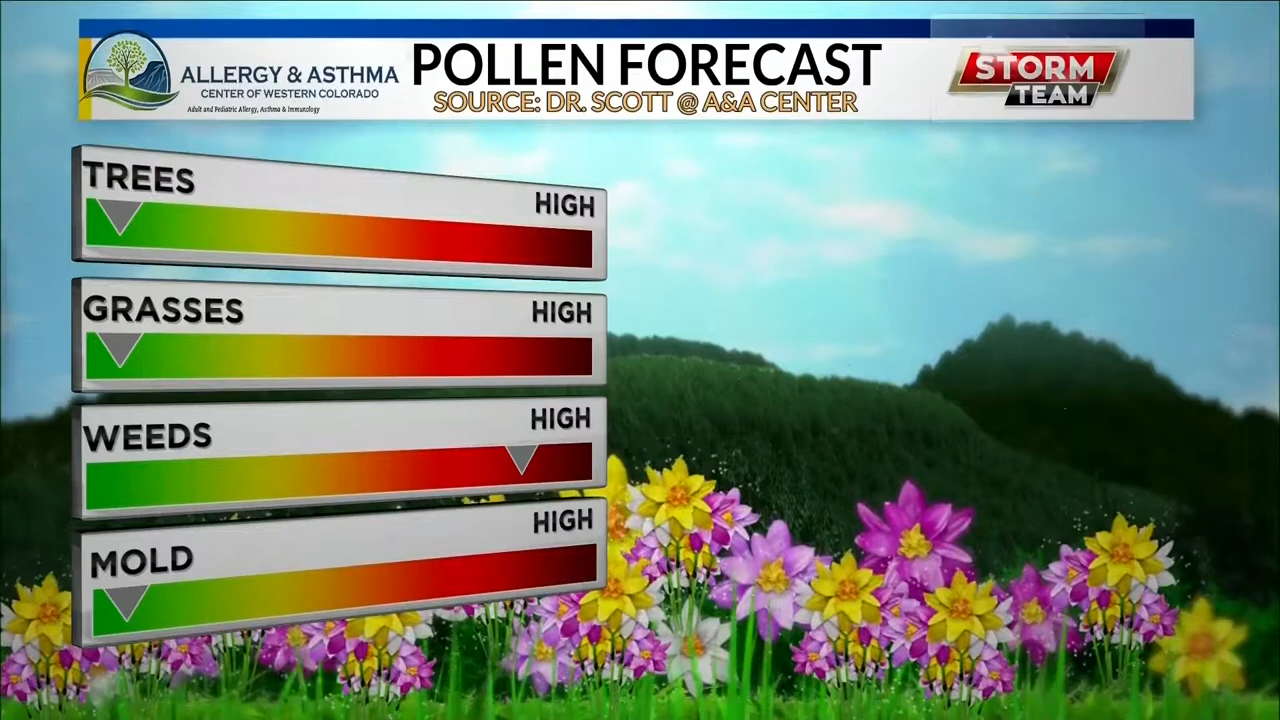 ALLERGY & ASTHMA
CENTER OF WESTERN COLORADO
Adult and Pediatric Allergy, Asthma & Immunology
POLLEN FORECAST
SOURCE: DR. SCOTT @ A&A CENTER
STORM
TEAM
TREES
HIGH
GRASSES
HIGH
WEEDS
HIGH
MOLD
HIGH